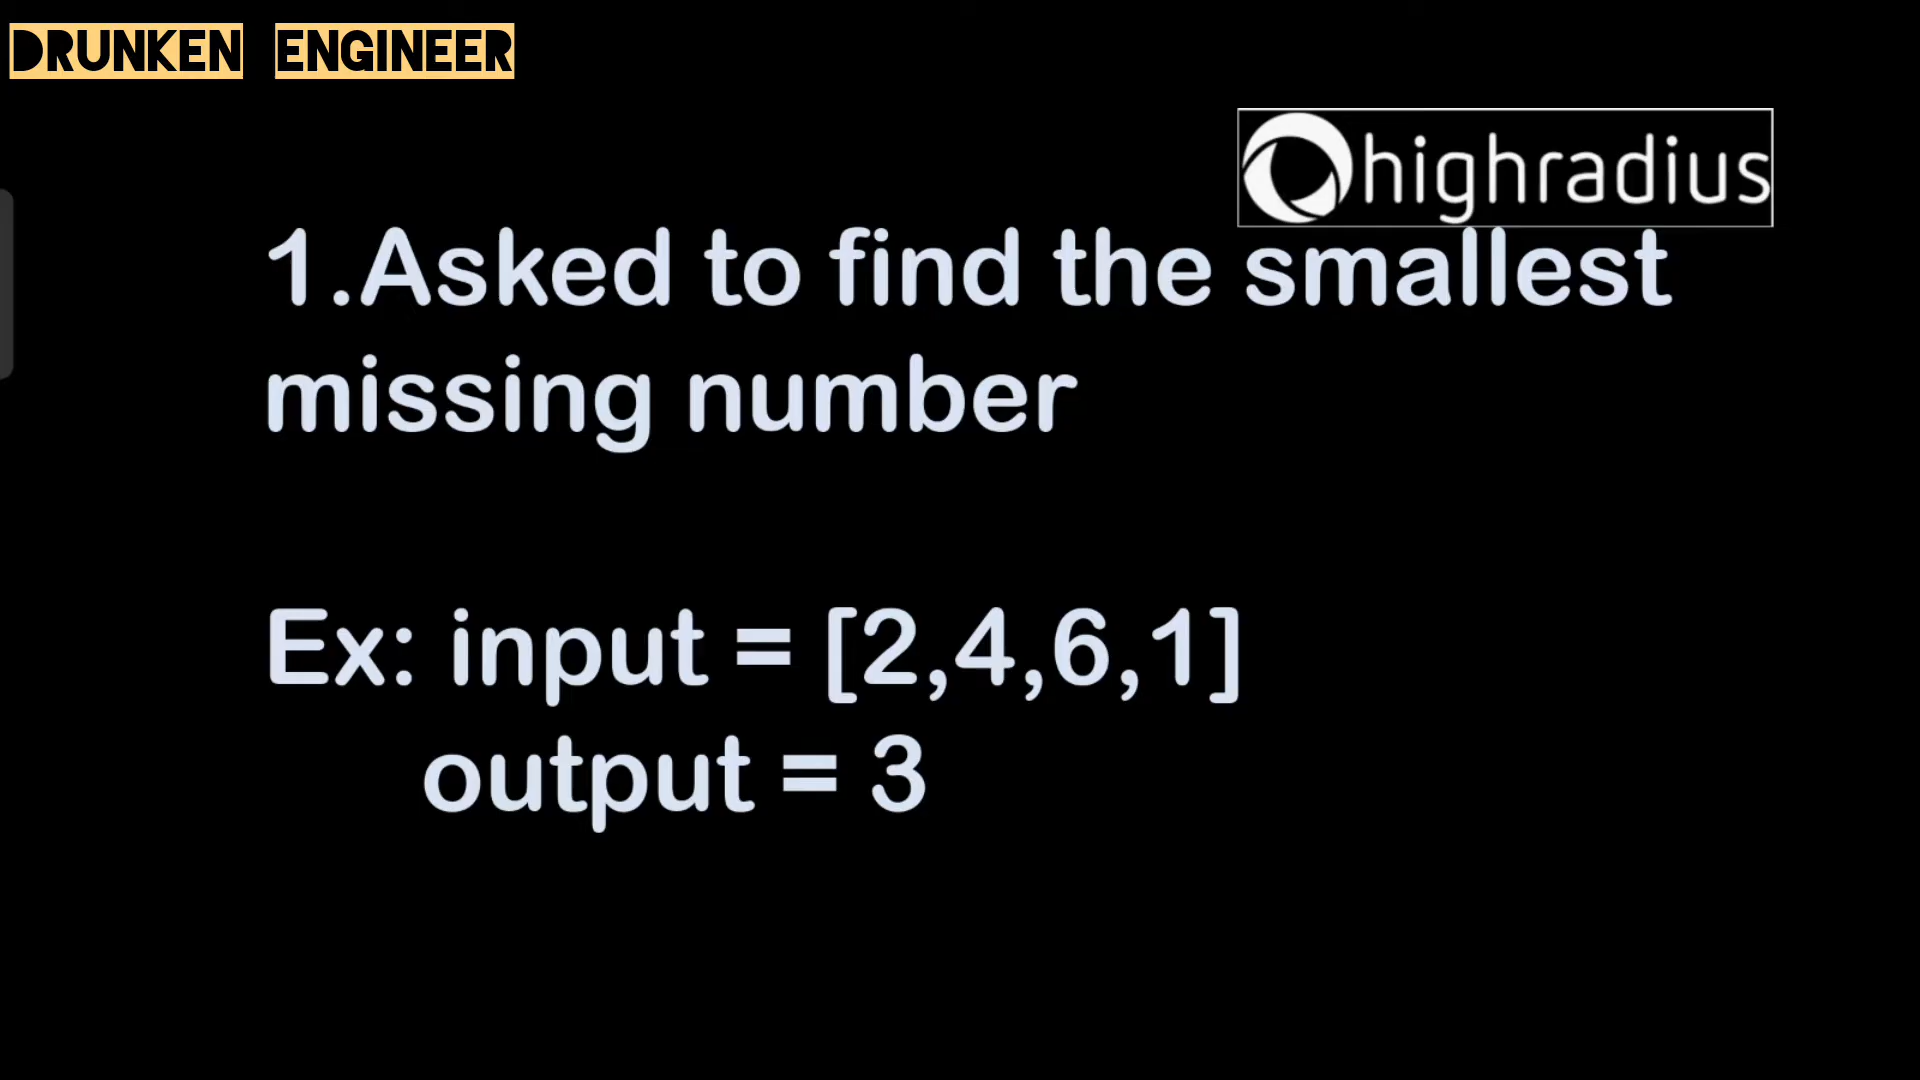 DRUNKEN ENGINEER
highradius
1.Asked to find the smallest
missing number
Ex: input = [2,4,6,1]
output = 3